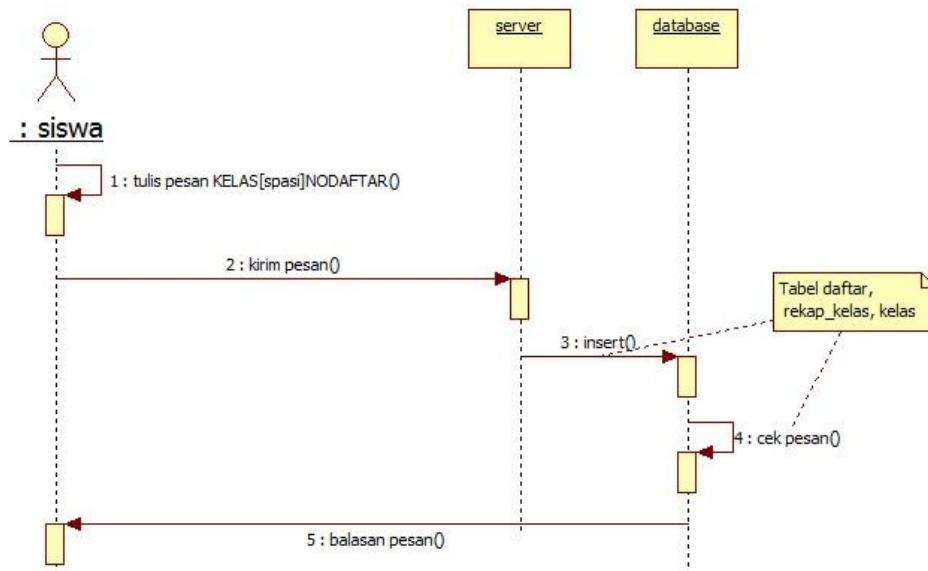 server
database
: siswa
1 : tulis pesan KELAS[spasi]NODAFTAR()
2 : kirim pesan()
Tabel daftar,
rekap_kelas, kelas
3 : insert()
4 : cek pesan()
5 : balasan pesan()